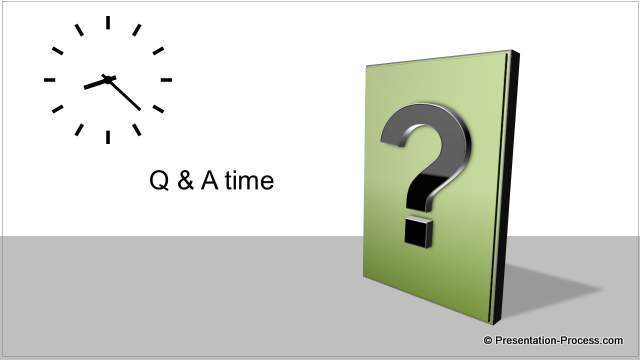 Q & A time
?
© Presentation-Process.com